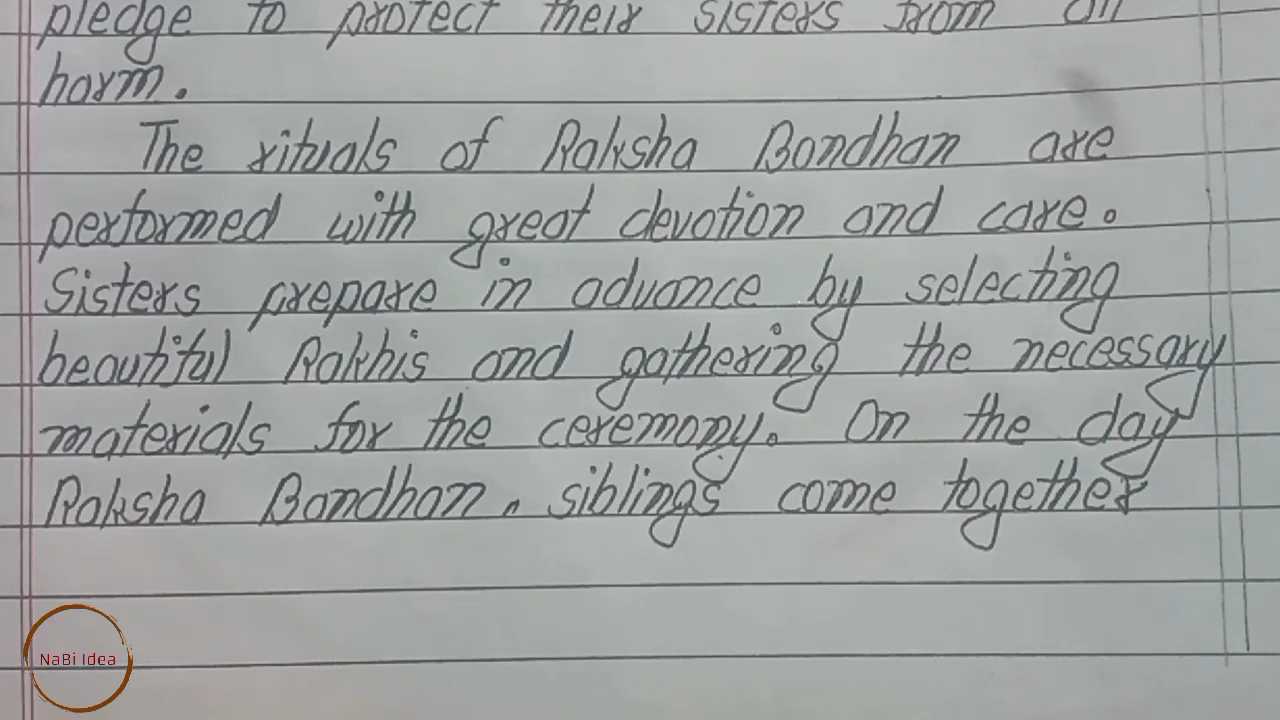 pledge to protect their sisters from all
harm.
The rituals of Raksha Bandhan are
performed with great devotion and care.
Sisters prepare in advance by selecting
beautiful Rakhis and gathering the necessary
materials for the ceremony. On the day
Raksha Bandhan, siblings come together
NaBi Idea